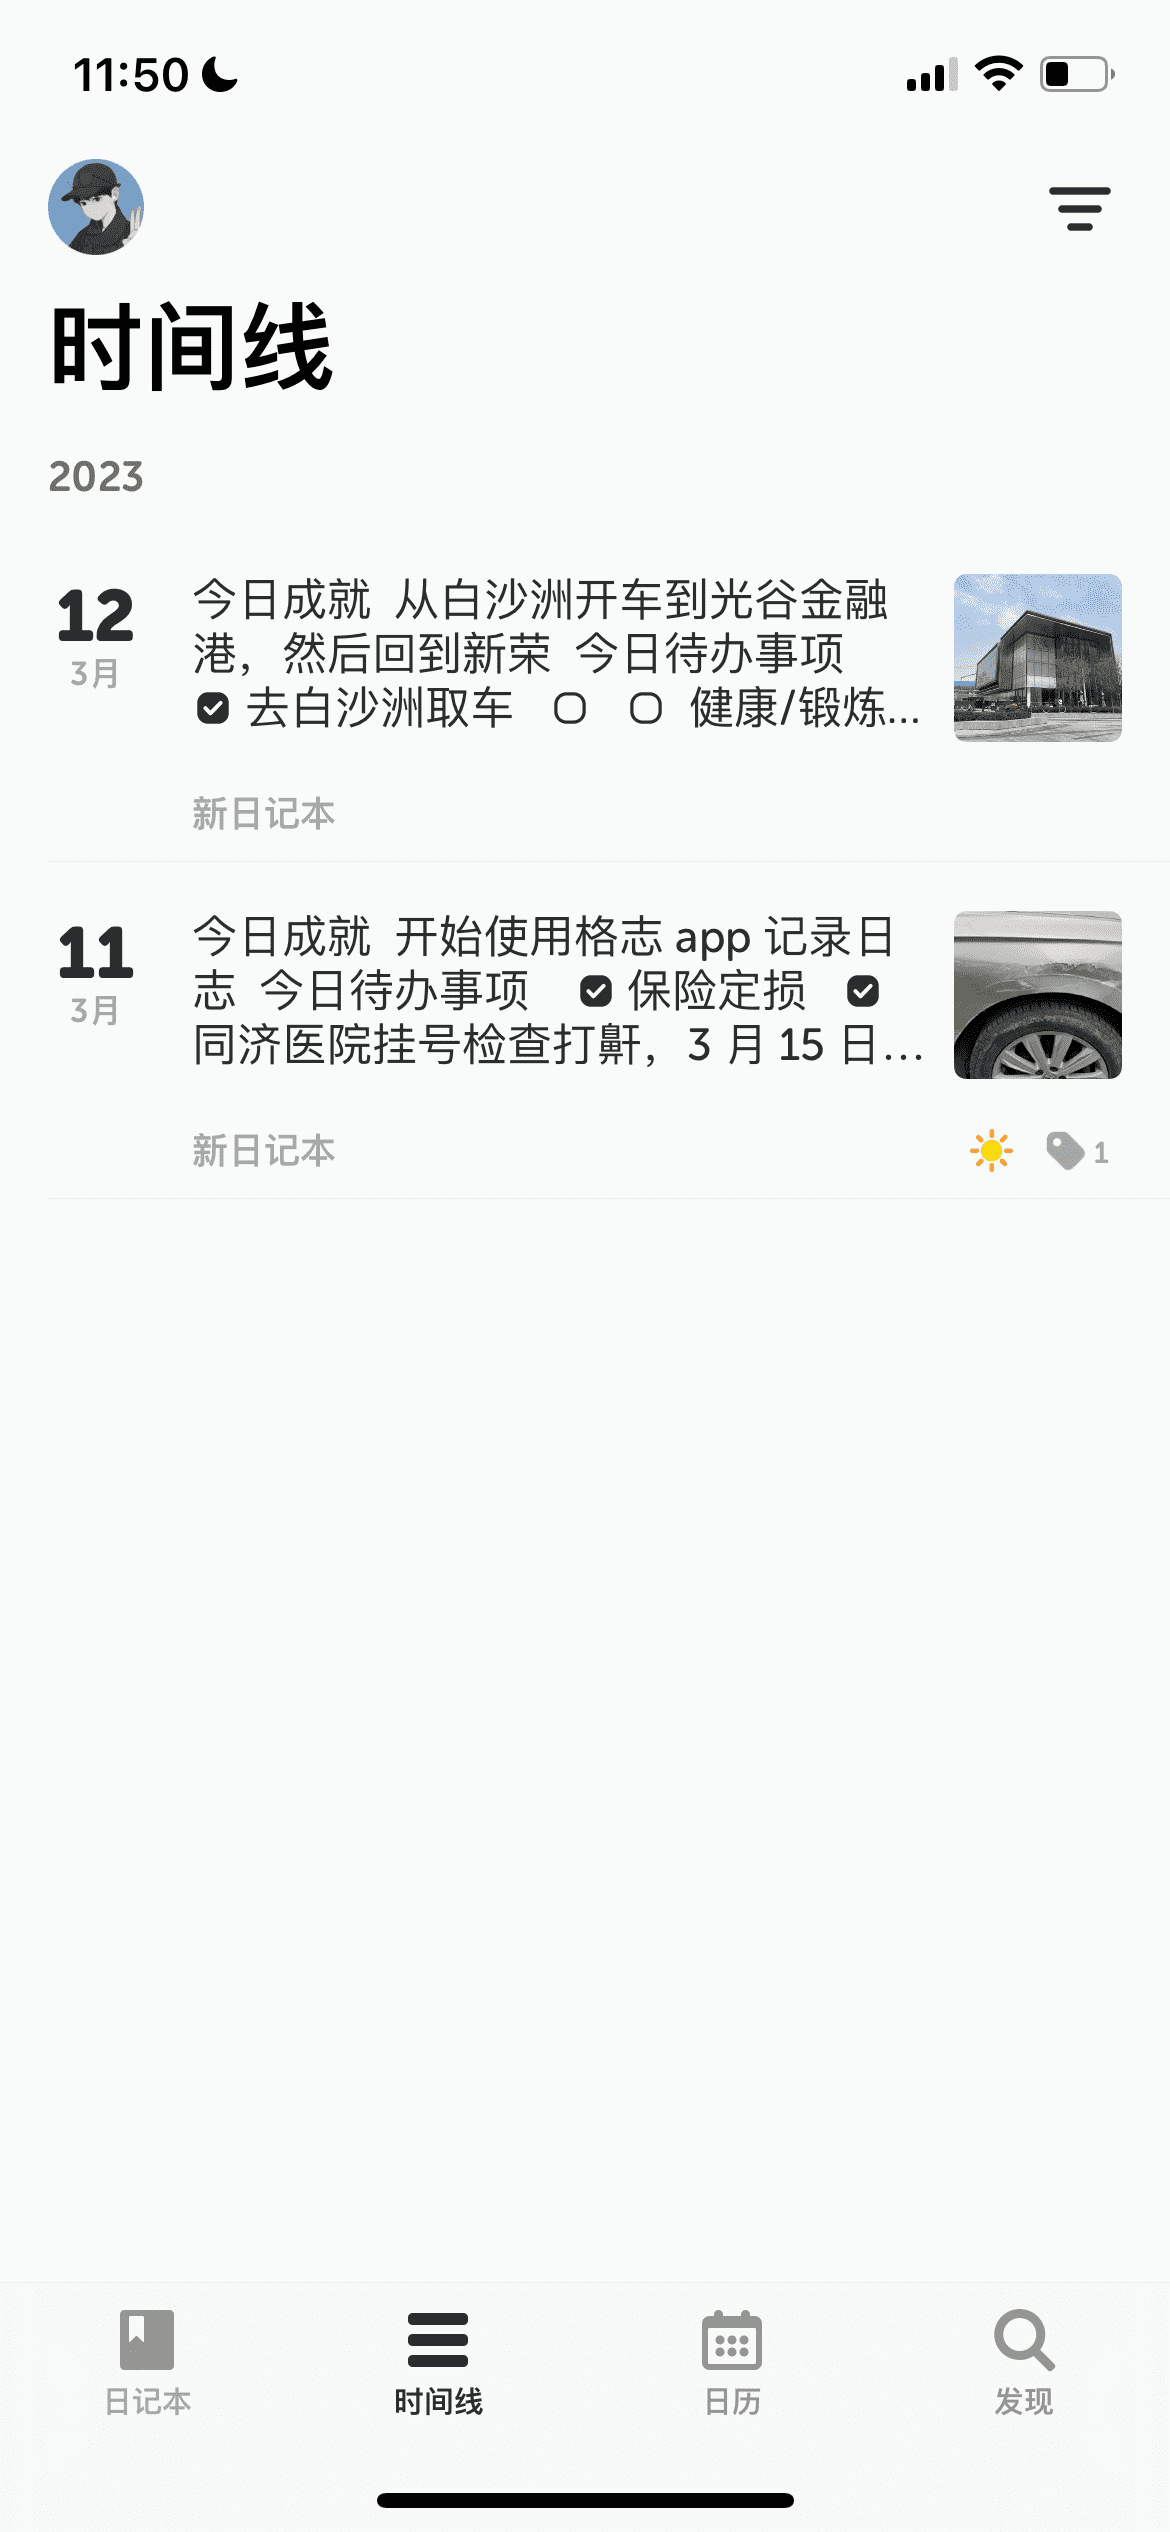 11:50
时间线
2023
12
3月
今日成就 从白沙洲开车到光谷金融
港，然后回到新荣 今日待办事项
去白沙洲取车 健康/锻炼...
新日记本
11
3月
今日成就 开始使用格志 app 记录日
志 今日待办事项 保险定损
同济医院挂号检查打鼾，3 月 15 日...
新日记本
1
日记本
时间线
日历
发现